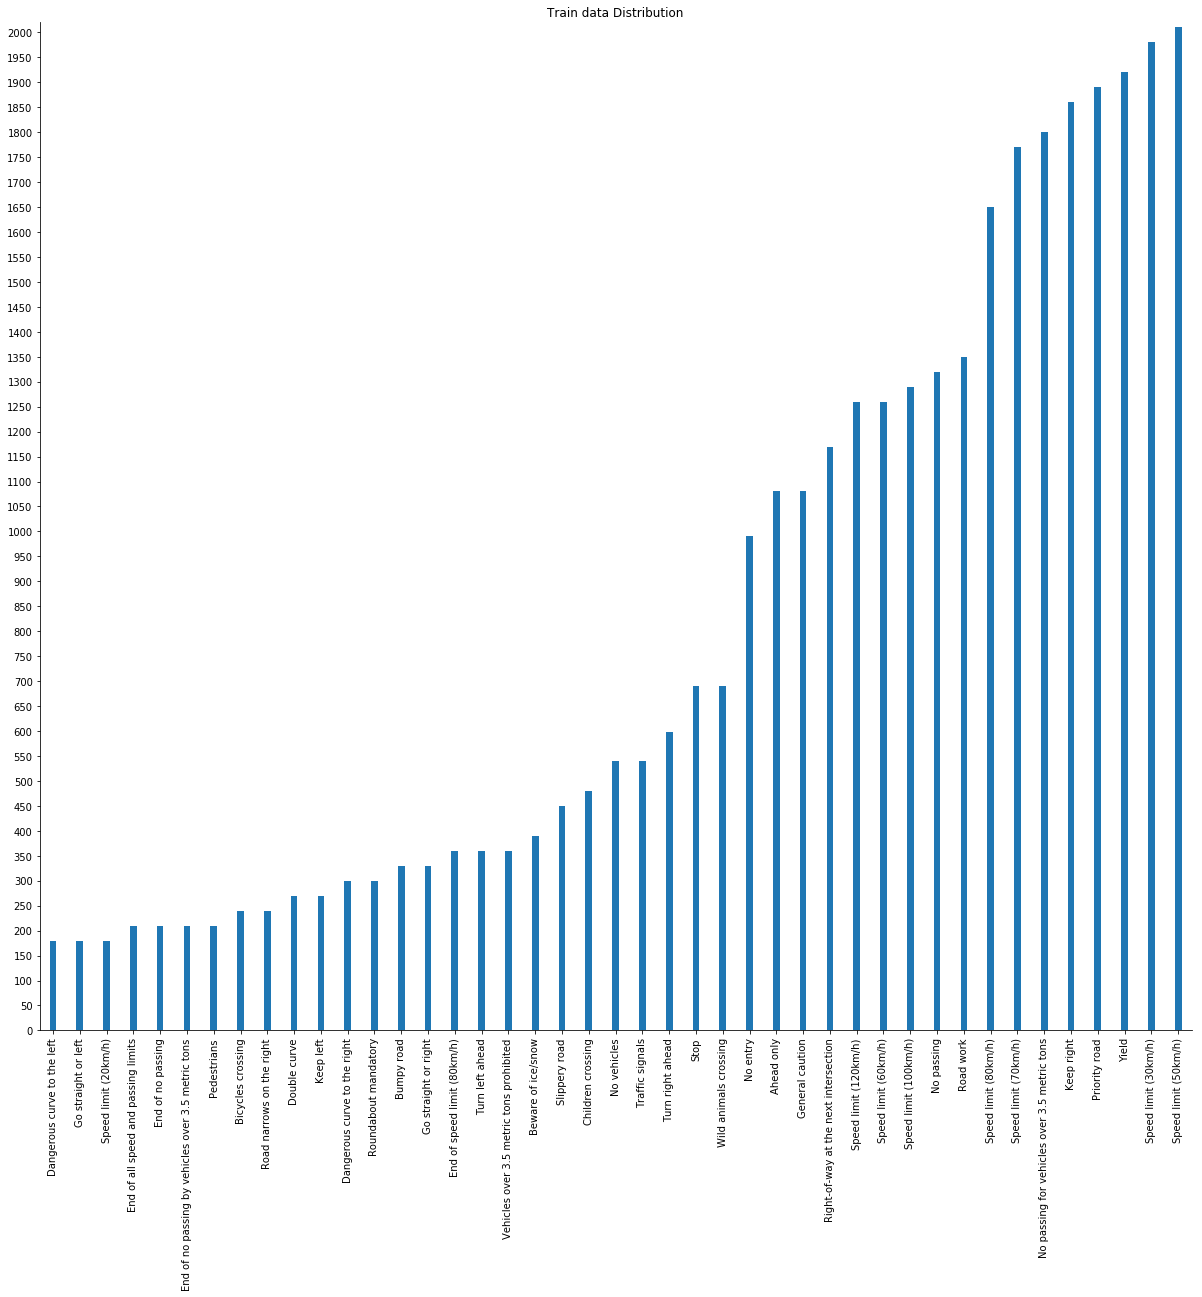 Train data Distribution
2000
1950
1900
1850
1800
1750
1700
1650
1600
1550
1500
1450
1400
1350
1300
1250
1200
1150
1100
1050
1000
950
900
850
800
750
700
650
600
550
500
450
400
350
300
250
200
150
100
50
0
Dangerous curve to the left
Go straight or left
Speed limit (20km/h)
End of all speed and passing limits
End of no passing
End of no passing by vehicles over 3.5 metric tons
Pedestrians
Bicycles crossing
Road narrows on the right
Double curve
Keep left
Dangerous curve to the right
Roundabout mandatory
Bumpy road
Go straight or right
End of speed limit (80km/h)
Turn left ahead
Vehicles over 3.5 metric tons prohibited
Beware of ice/snow
Slippery road
Children crossing
No vehicles
Traffic signals
Turn right ahead
Stop
Wild animals crossing
No entry
Ahead only
General caution
Right-of-way at the next intersection
Speed limit (120km/h)
Speed limit (60km/h)
Speed limit (100km/h)
No passing
Road work
Speed limit (80km/h)
Speed limit (70km/h)
No passing for vehicles over 3.5 metric tons
Keep right
Priority road
Yield
Speed limit (30km/h)
Speed limit (50km/h)